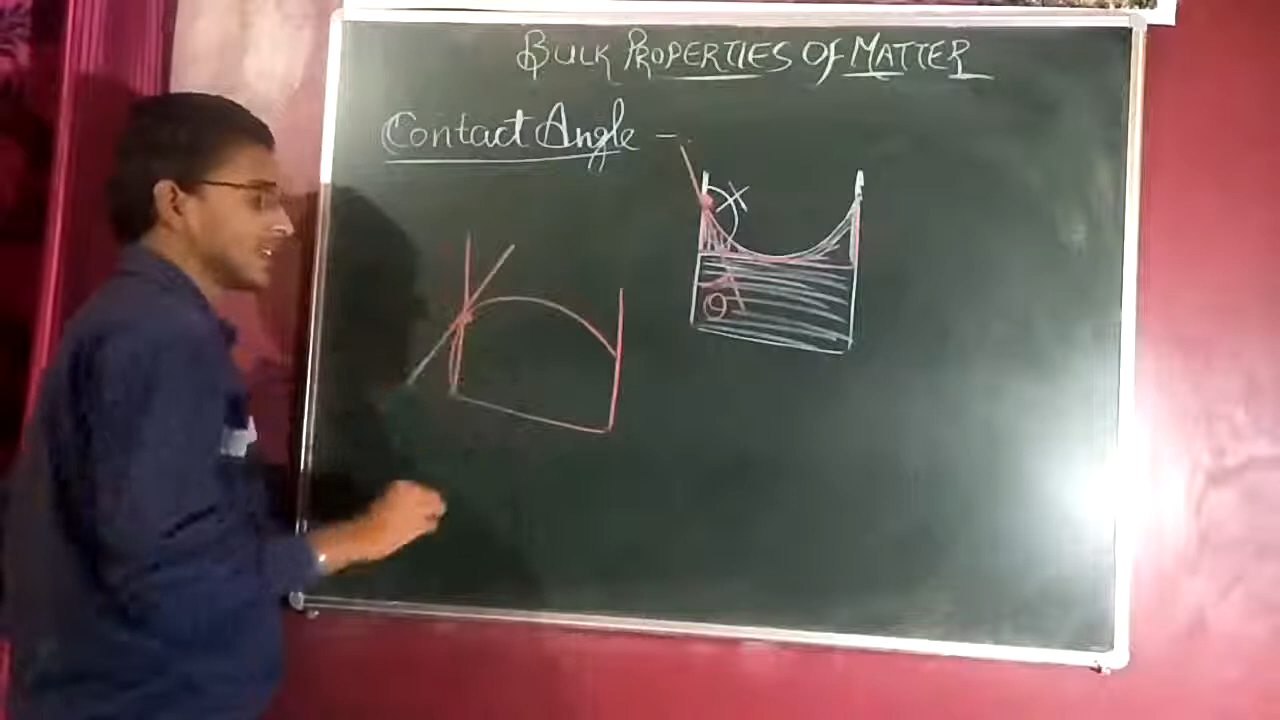 BULK PROPERTIES OF MATTER
Contact Angle -
θ